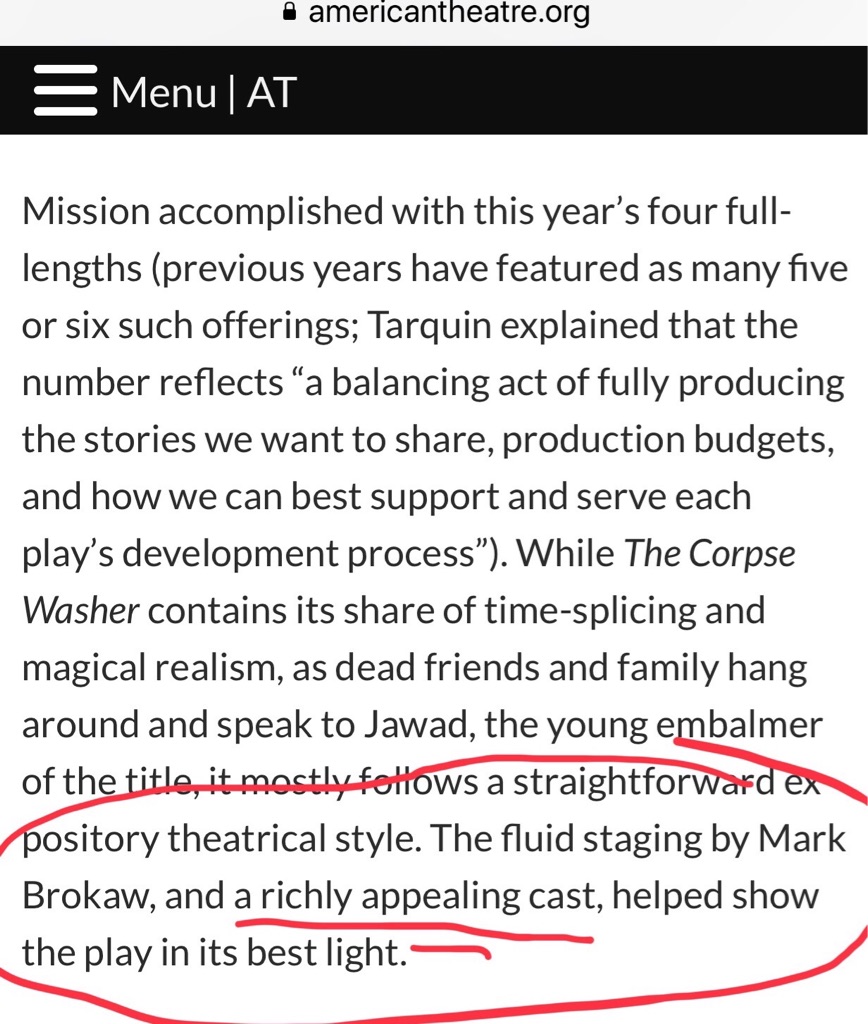 americantheatre.org
Menu | AT
Mission accomplished with this year’s four full-
lengths (previous years have featured as many five
or six such offerings; Tarquin explained that the
number reflects “a balancing act of fully producing
the stories we want to share, production budgets,
and how we can best support and serve each
play’s development process”). While The Corpse
Washer contains its share of time-splicing and
magical realism, as dead friends and family hang
around and speak to Jawad, the young embalmer
of the title, it mostly follows a straightforward ex
pository theatrical style. The fluid staging by Mark
Brokaw, and a richly appealing cast, helped show
the play in its best light.